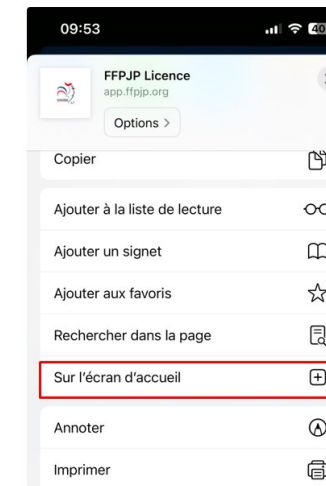 09:53
40
FFPJP Licence
app.ffpjp.org
Options >
Copier
Ajouter à la liste de lecture
Ajouter un signet
Ajouter aux favoris
Rechercher dans la page
Sur l'écran d'accueil
Annoter
Imprimer